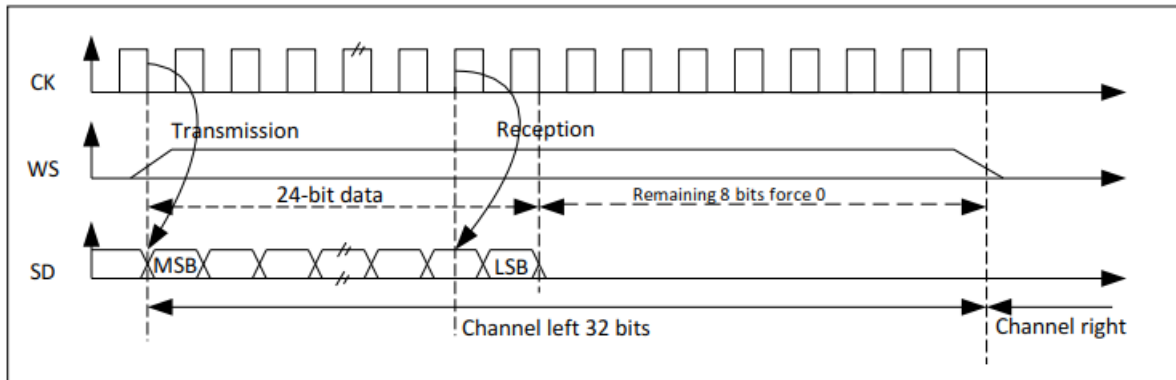 CK
Transmission
Reception
WS
24-bit data
Remaining 8 bits force 0
SD
MSB
LSB
Channel left 32 bits
Channel right